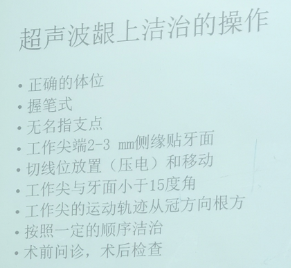 超声波龈上洁治的操作
• 正确的体位
• 握笔式
• 无名指支点
• 工作尖端2-3 mm侧缘贴牙面
• 切线位放置（压电）和移动
• 工作尖与牙面小于15度角
• 工作尖的运动轨迹从冠方向根方
• 按照一定的顺序洁治
• 术前问诊，术后检查